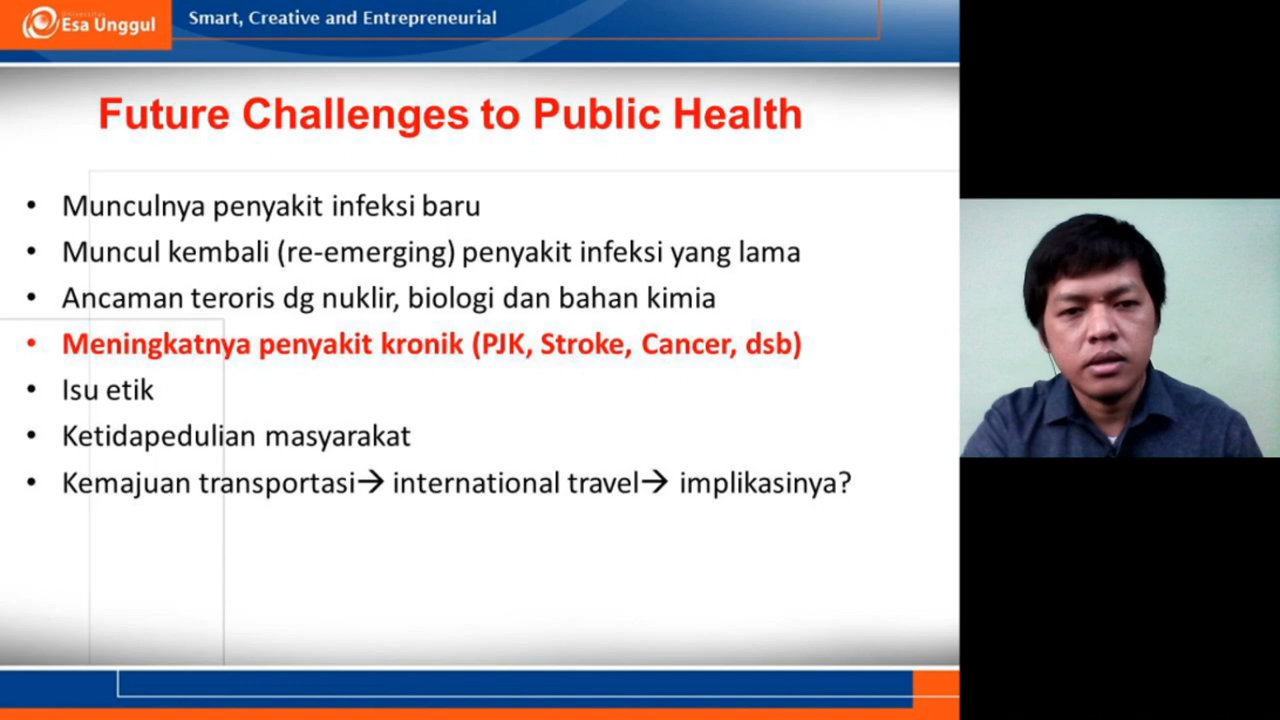 Universitas
Esa Unggul
Smart, Creative and Entrepreneurial
Future Challenges to Public Health
• Munculnya penyakit infeksi baru
• Muncul kembali (re-emerging) penyakit infeksi yang lama
• Ancaman teroris dg nuklir, biologi dan bahan kimia
• Meningkatnya penyakit kronik (PJK, Stroke, Cancer, dsb)
• Isu etik
• Ketidapedulian masyarakat
• Kemajuan transportasi→ international travel→ implikasinya?